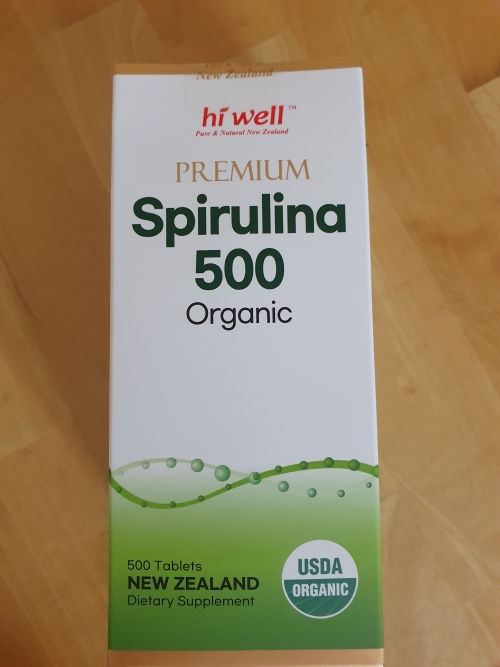 New Zealand
hi well™
Pure & Natural New Zealand
PREMIUM
Spirulina
500
Organic
500 Tablets
NEW ZEALAND
Dietary Supplement
USDA
ORGANIC